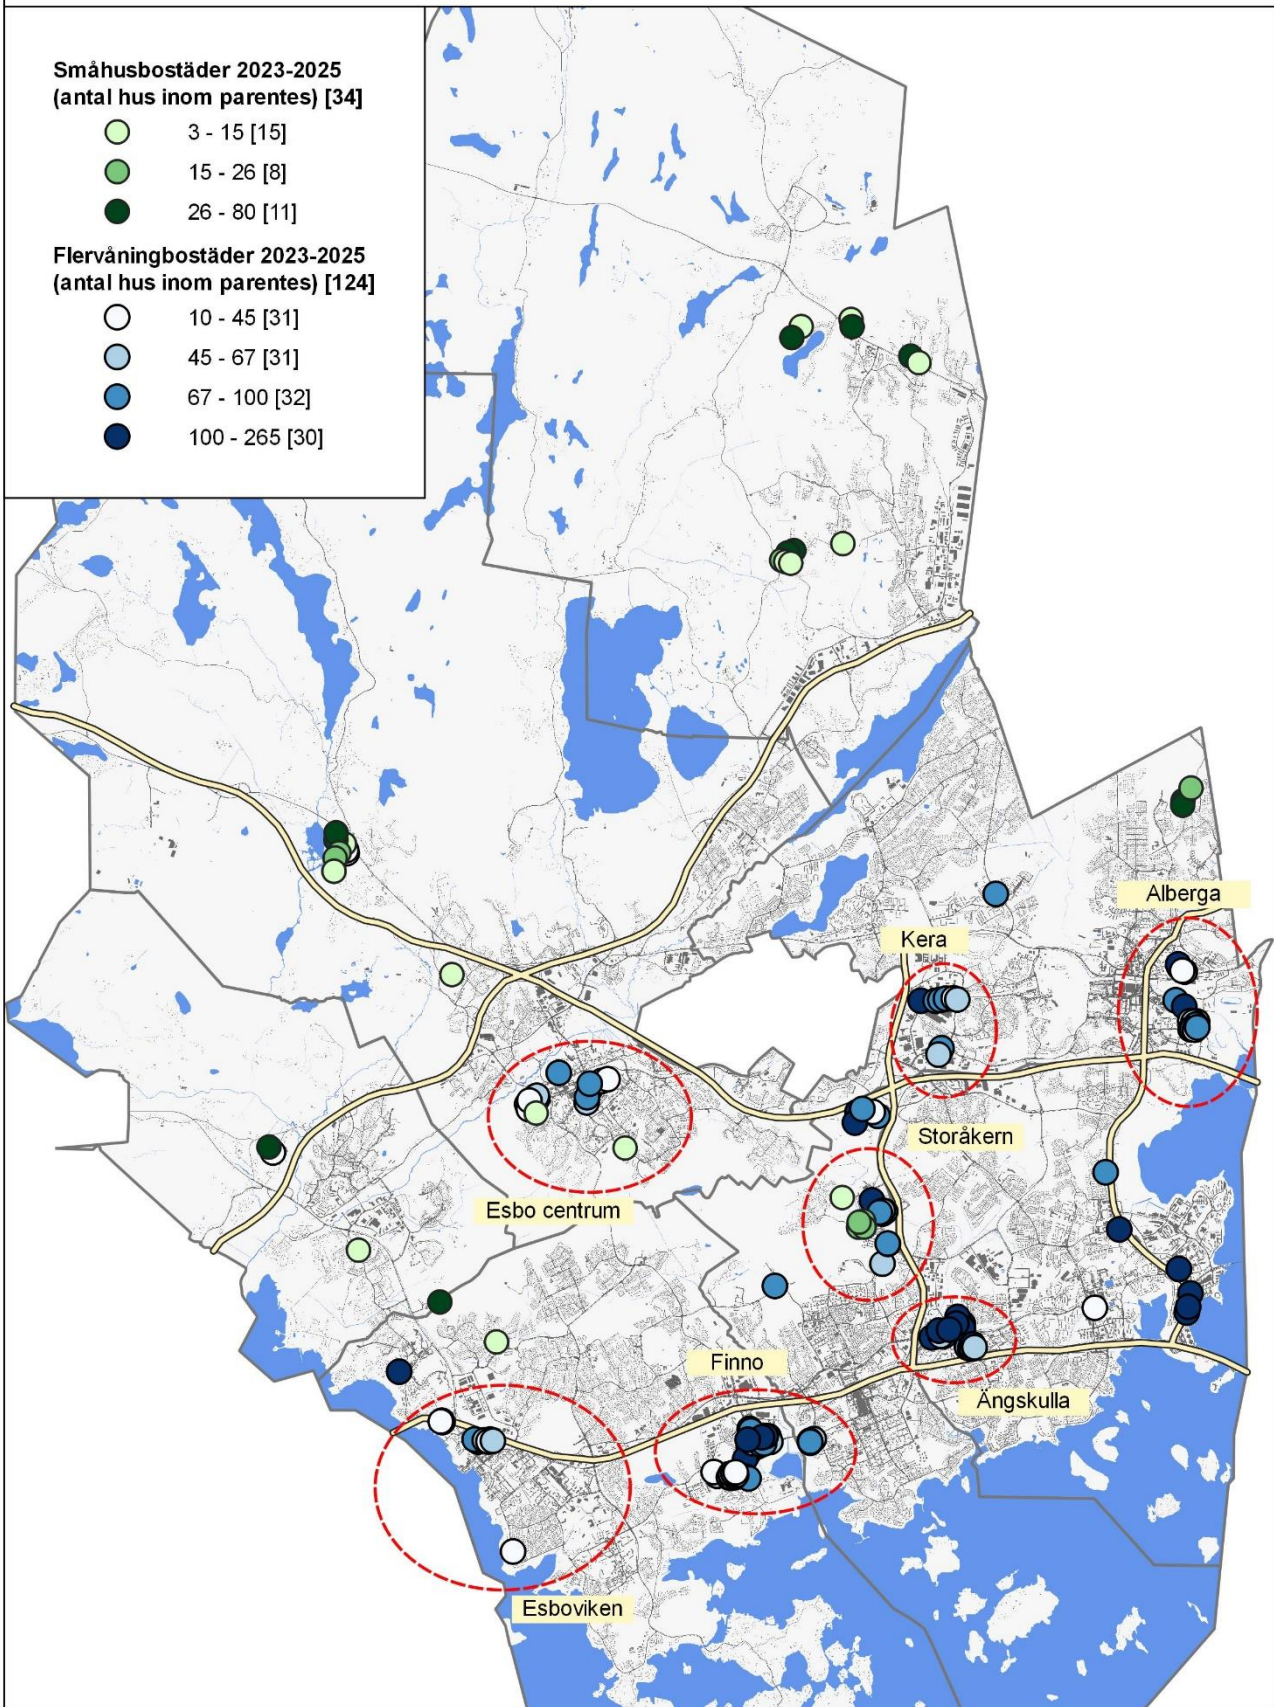 Småhusbostäder 2023-2025
(antal hus inom parentes) [34]
3 - 15 [15]
15 - 26 [8]
26 - 80 [11]
Flervåningbostäder 2023-2025
(antal hus inom parentes) [124]
10 - 45 [31]
45 - 67 [31]
67 - 100 [32]
100 - 265 [30]
Alberga
Kera
Storåkern
Esbo centrum
Finno
Ängskulla
Esboviken